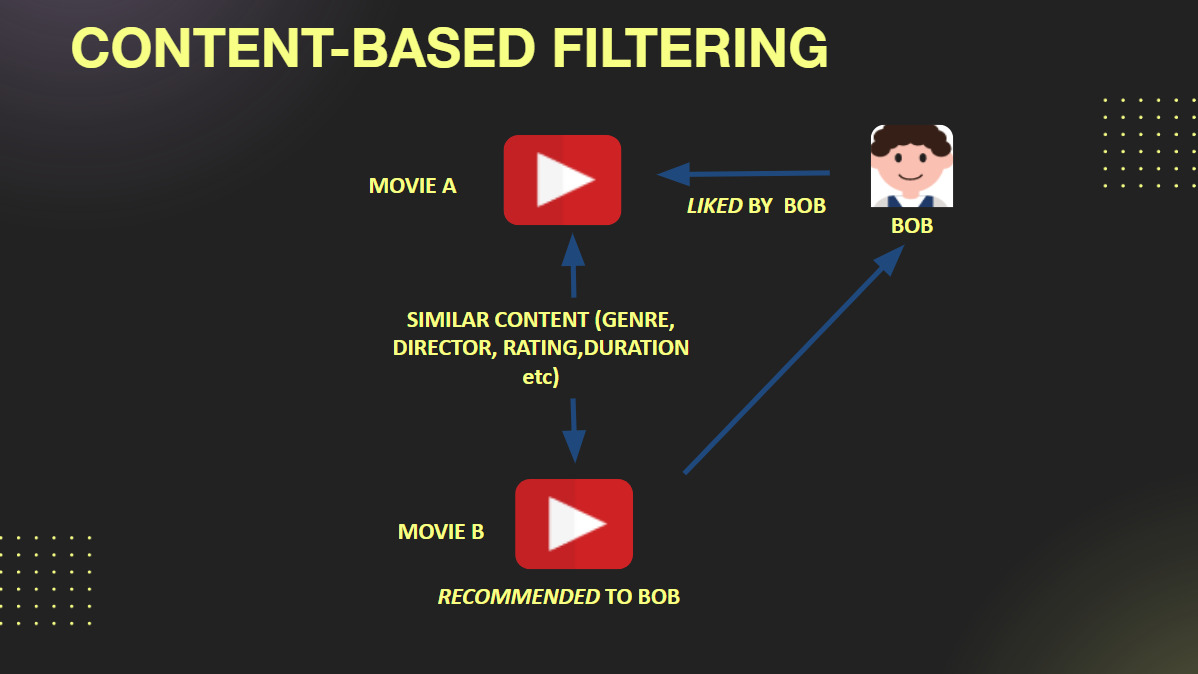 CONTENT-BASED FILTERING
MOVIE A
LIKED BY  BOB
BOB
SIMILAR CONTENT (GENRE,
DIRECTOR, RATING,DURATION
etc)
MOVIE B
RECOMMENDED TO BOB